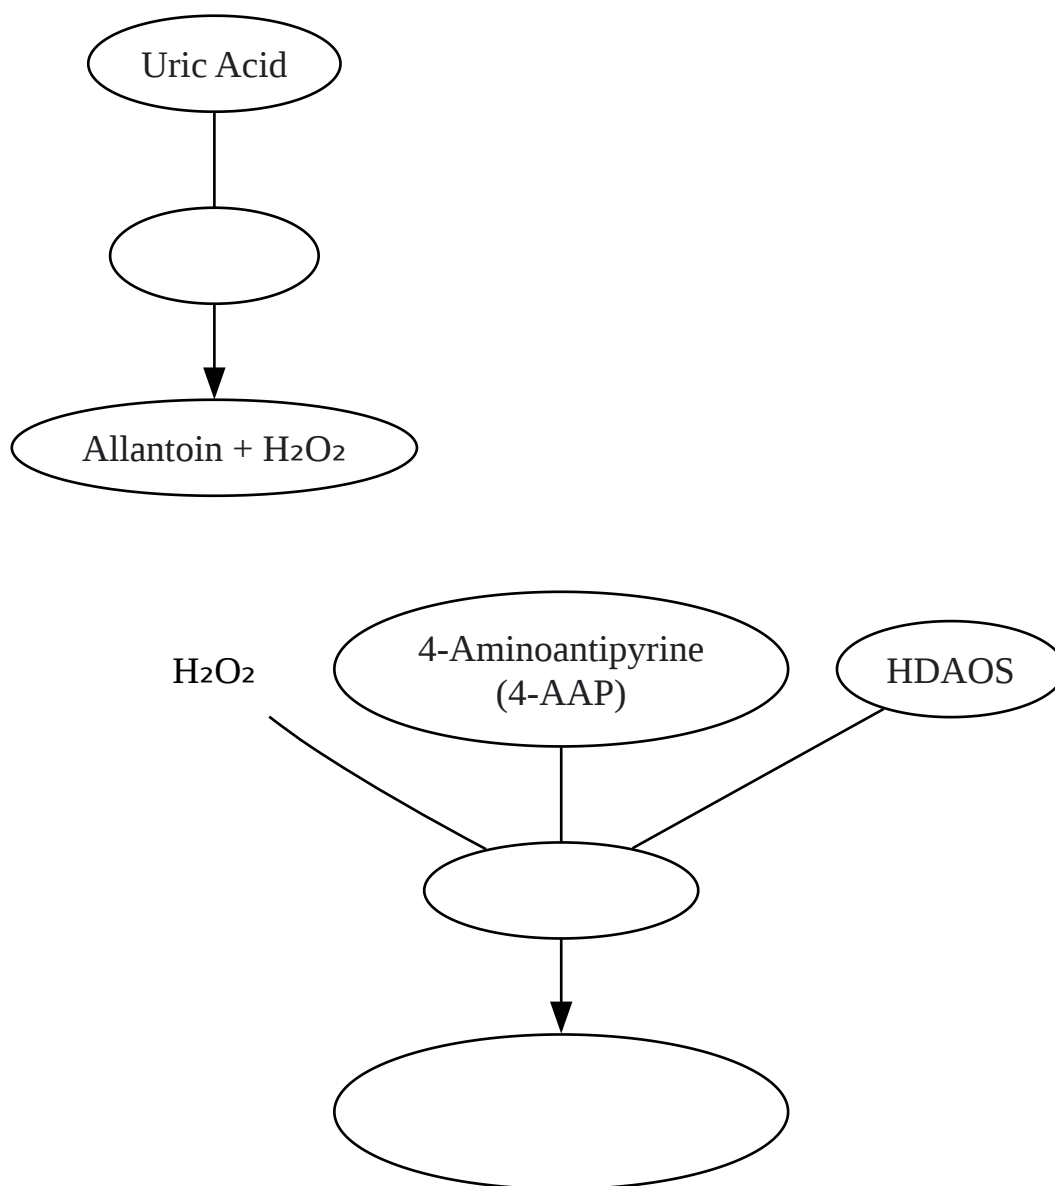 Uric Acid
Allantoin + H₂O₂
H₂O₂
4-Aminoantipyrine
(4-AAP)
HDAOS